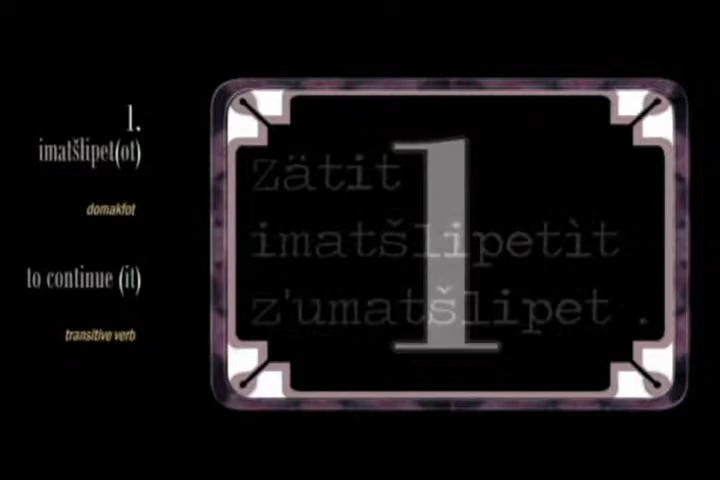 1.
imatšlipet(ot)
domakfot
to continue (it)
transitive verb
1
Zätit
imatšlipetìt
z'umatšlipet .